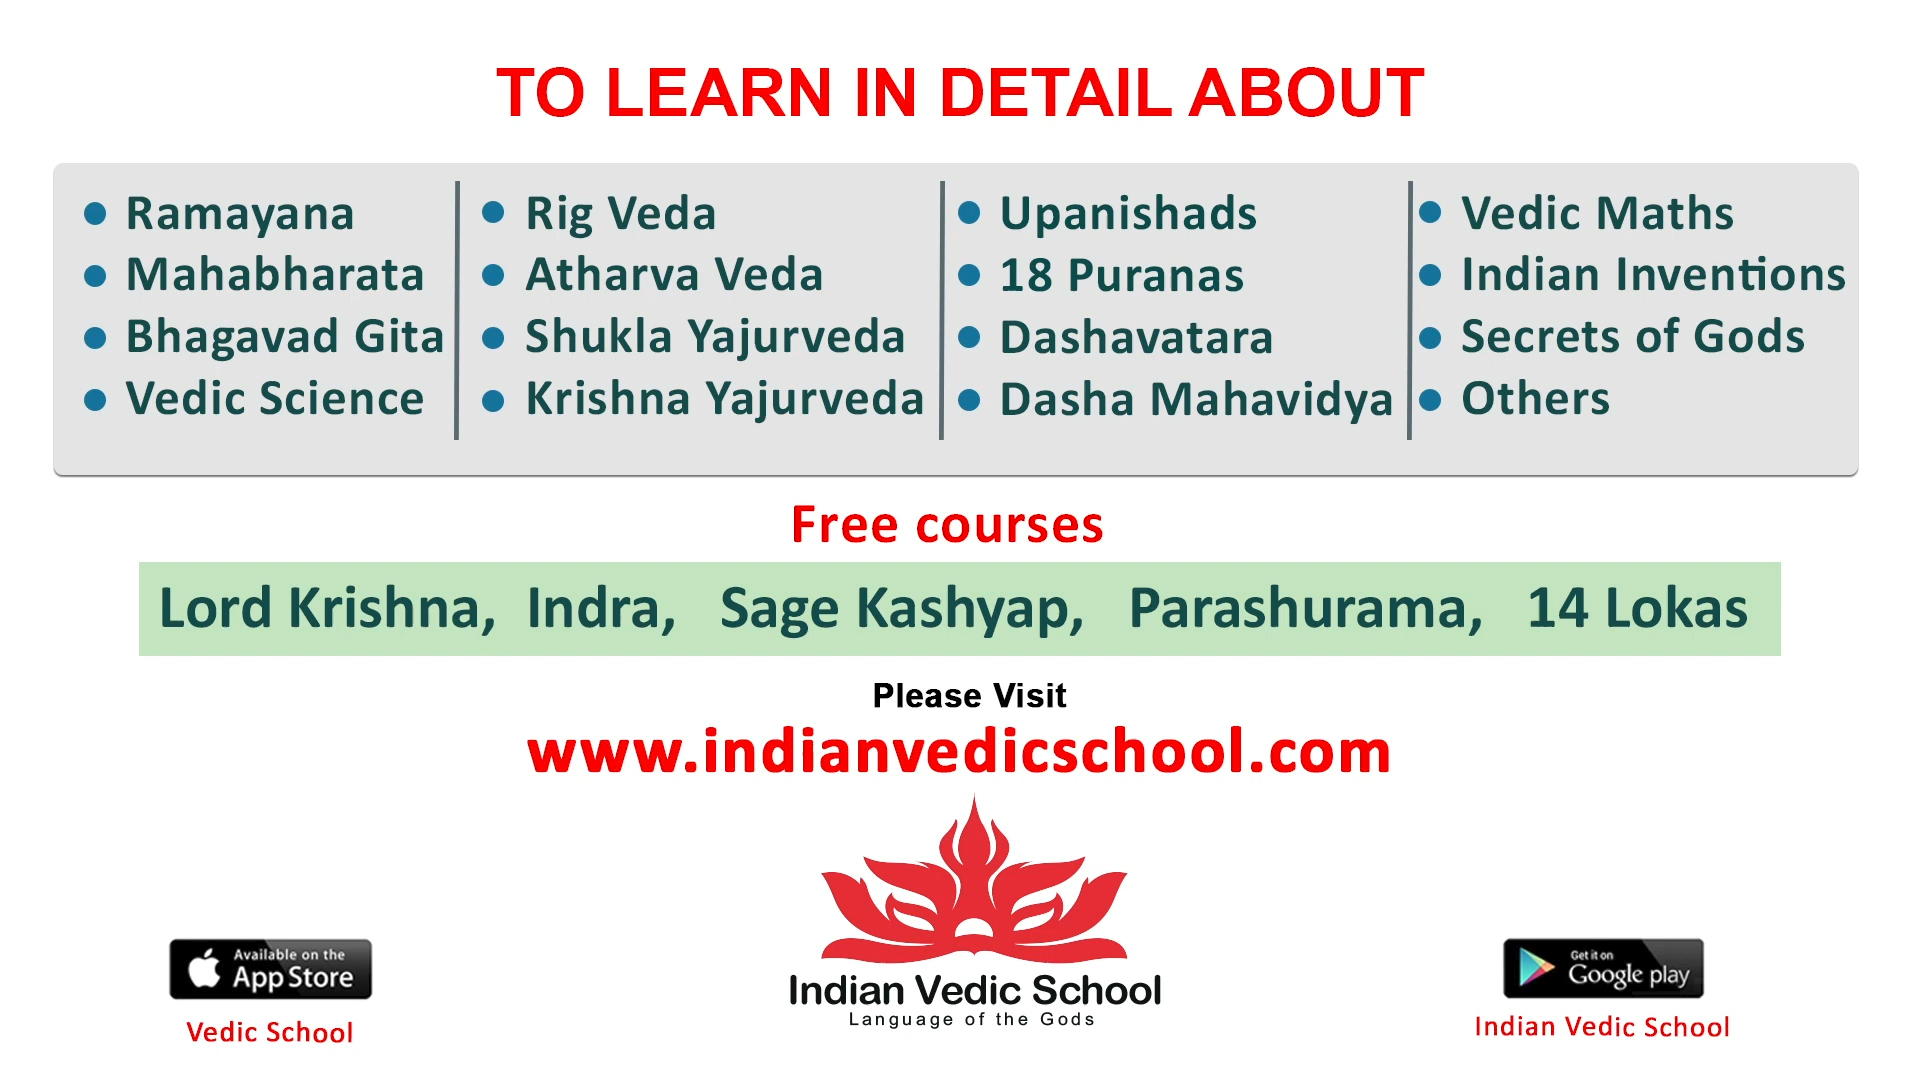 TO LEARN IN DETAIL ABOUT
Ramayana
Mahabharata
Bhagavad Gita
Vedic Science
Rig Veda
Atharva Veda
Shukla Yajurveda
Krishna Yajurveda
Upanishads
18 Puranas
Dashavatara
Dasha Mahavidya
Vedic Maths
Indian Inventions
Secrets of Gods
Others
Free courses
Lord Krishna, Indra, Sage Kashyap, Parashurama, 14 Lokas
Please Visit
www.indianvedicschool.com
Indian Vedic School
Language of the Gods
Available on the
App Store
Vedic School
Get it on
Google play
Indian Vedic School